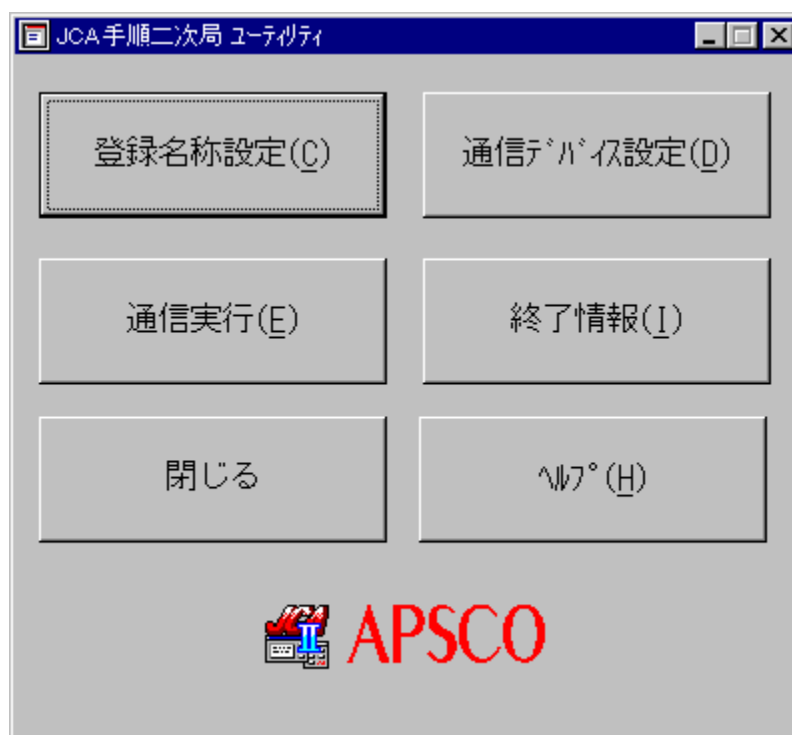 JCA手順二次局 ﾕｰﾃｨﾘﾃｨ
登録名称設定(C)
通信ﾃﾞﾊﾞｲｽ設定(D)
通信実行(E)
終了情報(I)
閉じる
ﾍﾙﾌﾟ(H)
JCA
II
APSCO